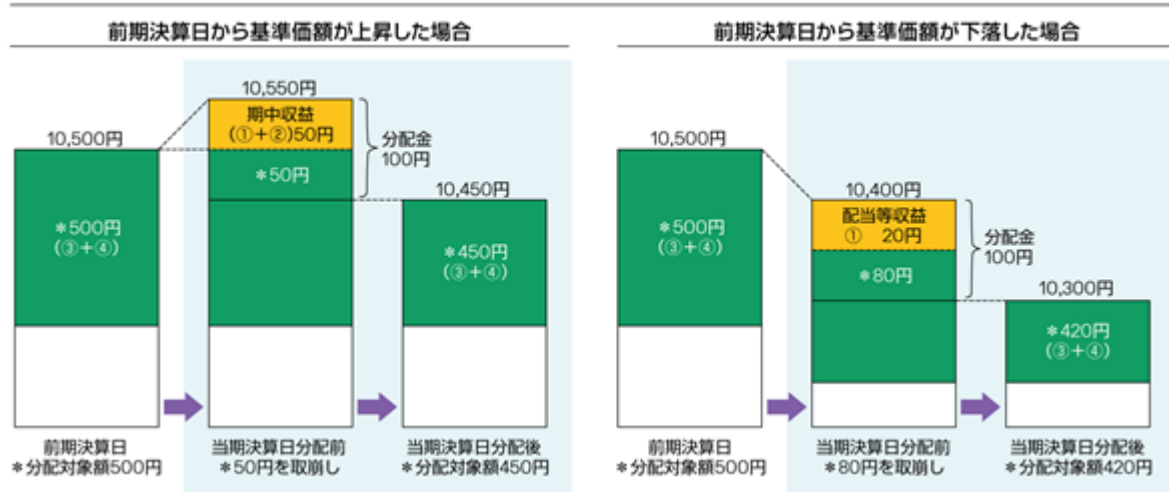 前期決算日から基準価額が上昇した場合
10,500円
*500円
(③+④)
前期決算日
*分配対象額500円
10,550円
期中収益
(①+②)50円
*50円
分配金
100円
当期決算日分配前
*50円を取崩し
10,450円
*450円
(③+④)
当期決算日分配後
*分配対象額450円
前期決算日から基準価額が下落した場合
10,500円
*500円
(③+④)
前期決算日
*分配対象額500円
10,400円
配当等収益
① 20円
*80円
分配金
100円
当期決算日分配前
*80円を取崩し
10,300円
*420円
(③+④)
当期決算日分配後
*分配対象額420円